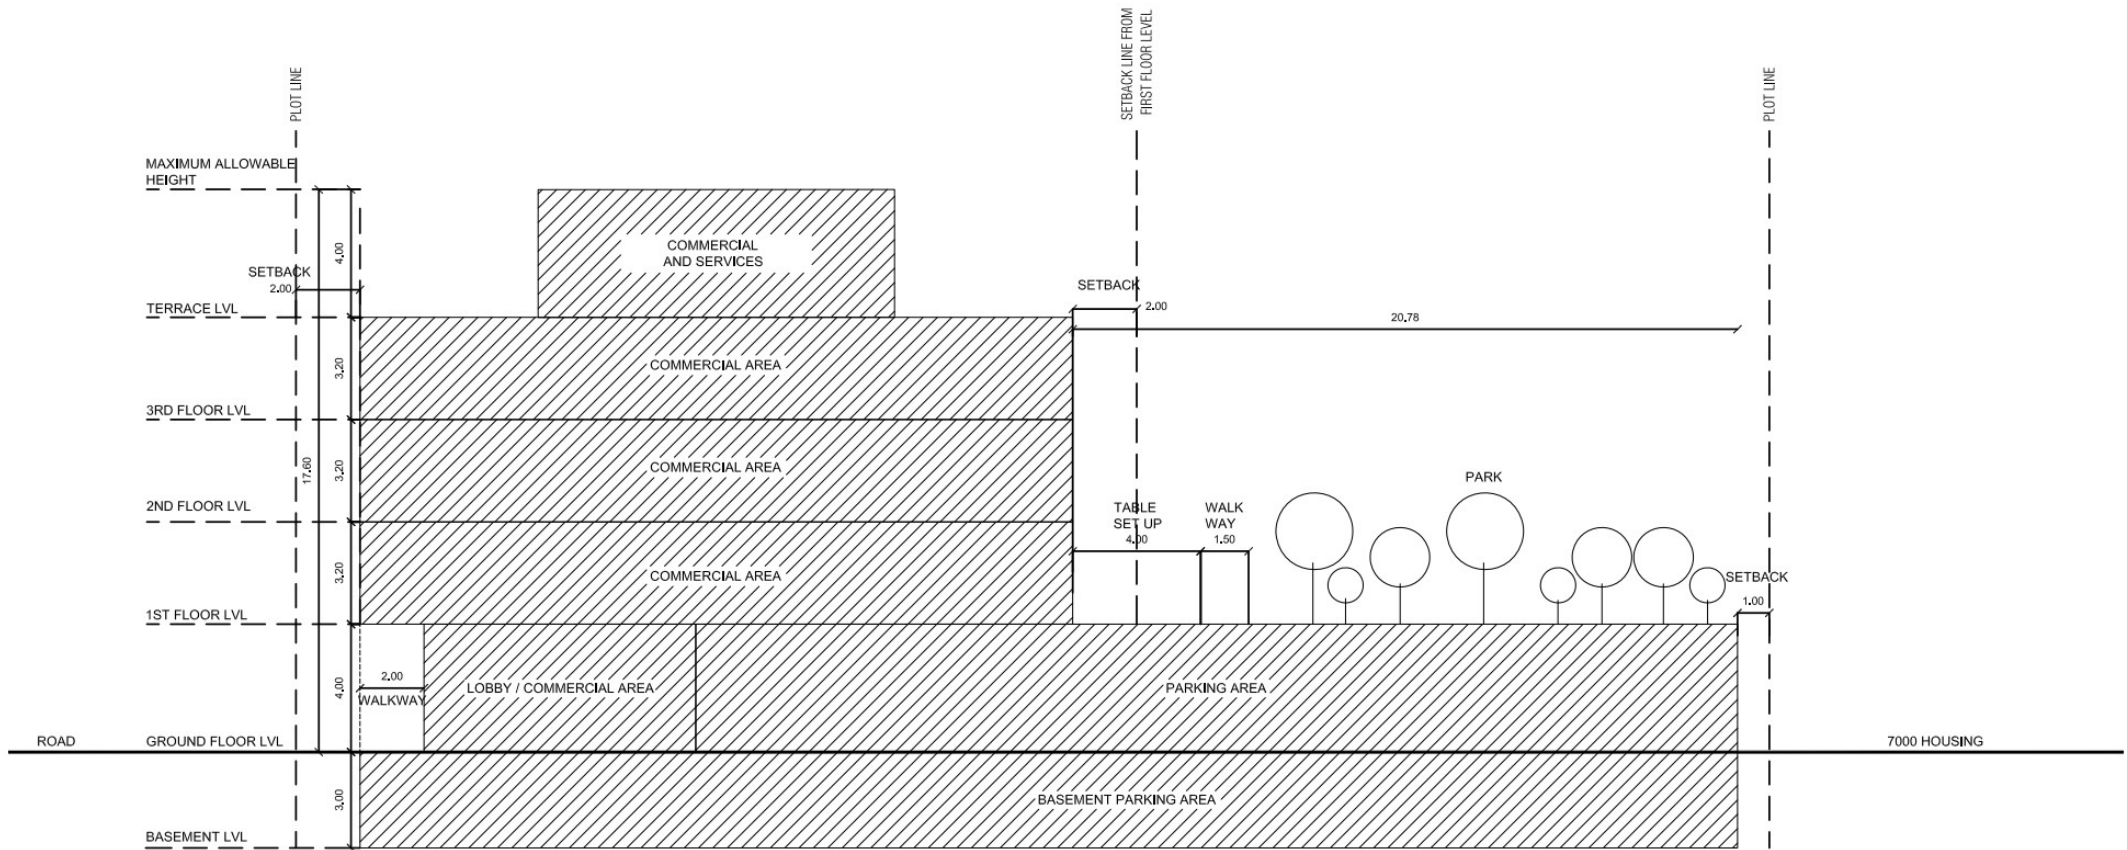 PLOT LINE
SETBACK LINE FROM
FIRST FLOOR LEVEL
PLOT LINE
MAXIMUM ALLOWABLE
HEIGHT
4.00
COMMERCIAL
AND SERVICES
SETBACK
2.00
SETBACK
2.00
TERRACE LVL
20.78
3.20
COMMERCIAL AREA
3RD FLOOR LVL
17.60
3.20
COMMERCIAL AREA
PARK
2ND FLOOR LVL
TABLE
SET UP
4.00
WALK
WAY
1.50
3.20
COMMERCIAL AREA
SETBACK
1.00
1ST FLOOR LVL
4.00
2.00
WALKWAY
LOBBY / COMMERCIAL AREA
PARKING AREA
ROAD
GROUND FLOOR LVL
7000 HOUSING
3.00
BASEMENT PARKING AREA
BASEMENT LVL